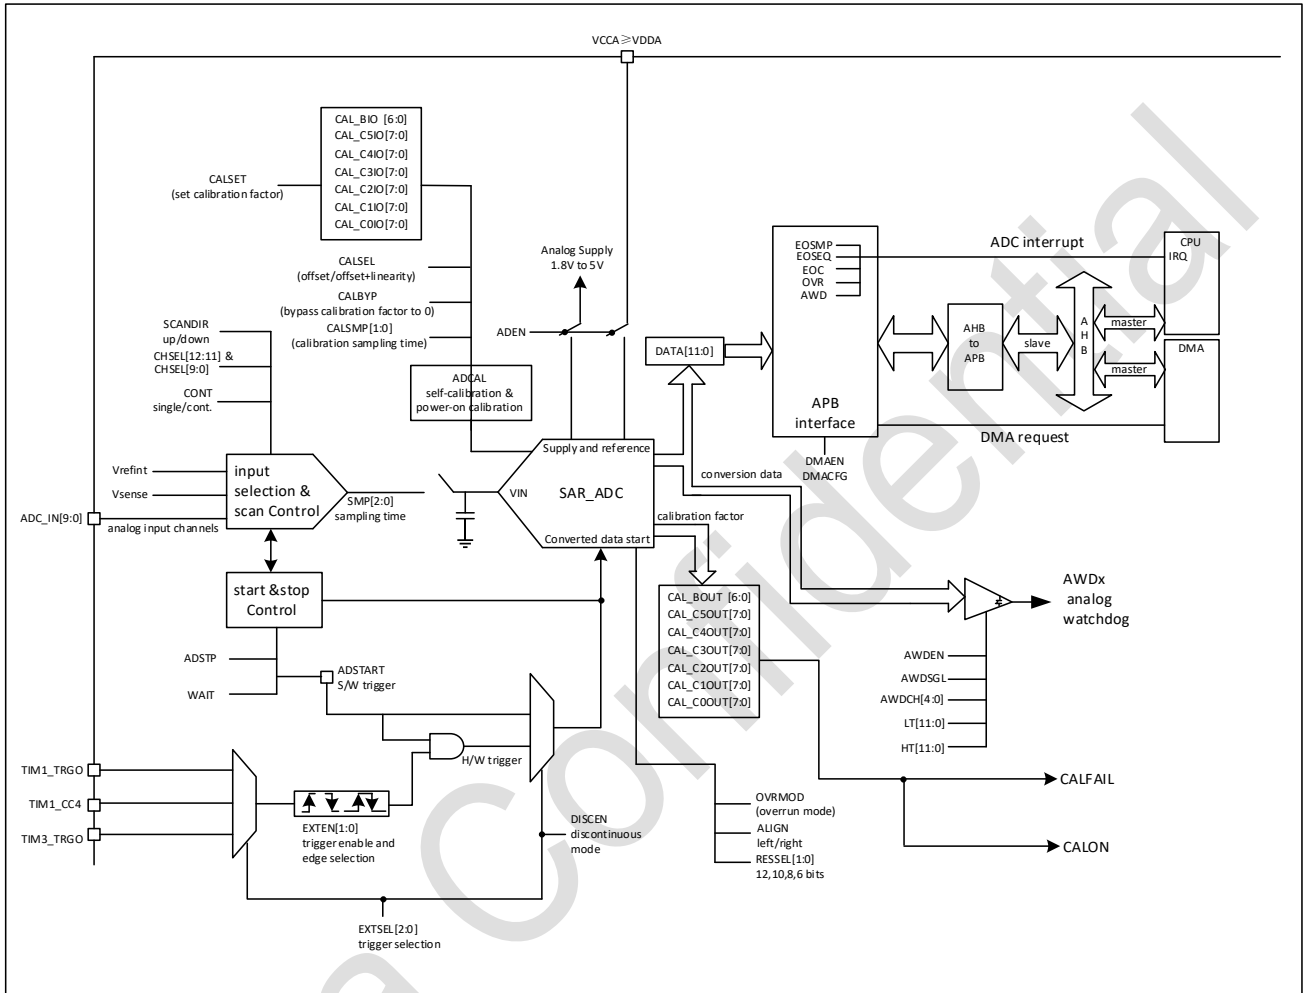 VCCA≥VDDA
CAL_BIO [6:0]
CAL_C5IO[7:0]
CAL_C4IO[7:0]
CAL_C3IO[7:0]
CAL_C2IO[7:0]
CAL_C1IO[7:0]
CAL_C0IO[7:0]
CALSET
(set calibration factor)
CALSEL
(offset/offset+linearity)
CALBYP
(bypass calibration factor to 0)
CALSMP[1:0]
(calibration sampling time)
Analog Supply
1.8V to 5V
ADEN
SCANDIR
up/down
CHSEL[12:11] &
CHSEL[9:0]
CONT
single/cont.
ADCAL
self-calibration &
power-on calibration
DATA[11:0]
EOSMP
EOSEQ
EOC
OVR
AWD
APB
interface
DMAEN
DMACFG
ADC interrupt
CPU
IRQ
AHB
to
APB
slave
A
H
B
master
master
DMA
DMA request
Vrefint
Vsense
ADC_IN[9:0]
analog input channels
input
selection &
scan Control
SMP[2:0]
sampling time
VIN
Supply and reference
SAR_ADC
Converted data start
conversion data
calibration factor
start &stop
Control
ADSTP
WAIT
ADSTART
S/W trigger
CAL_BOUT [6:0]
CAL_C5OUT[7:0]
CAL_C4OUT[7:0]
CAL_C3OUT[7:0]
CAL_C2OUT[7:0]
CAL_C1OUT[7:0]
CAL_C0OUT[7:0]
AWDx
analog
watchdog
AWDEN
AWDSGL
AWDCH[4:0]
LT[11:0]
HT[11:0]
H/W trigger
TIM1_TRGO
TIM1_CC4
TIM3_TRGO
EXTEN[1:0]
trigger enable and
edge selection
DISCEN
discontinuous
mode
EXTSEL[2:0]
trigger selection
OVRMOD
(overrun mode)
ALIGN
left/right
RESSEL[1:0]
12,10,8,6 bits
CALFAIL
CALON
a Confidential